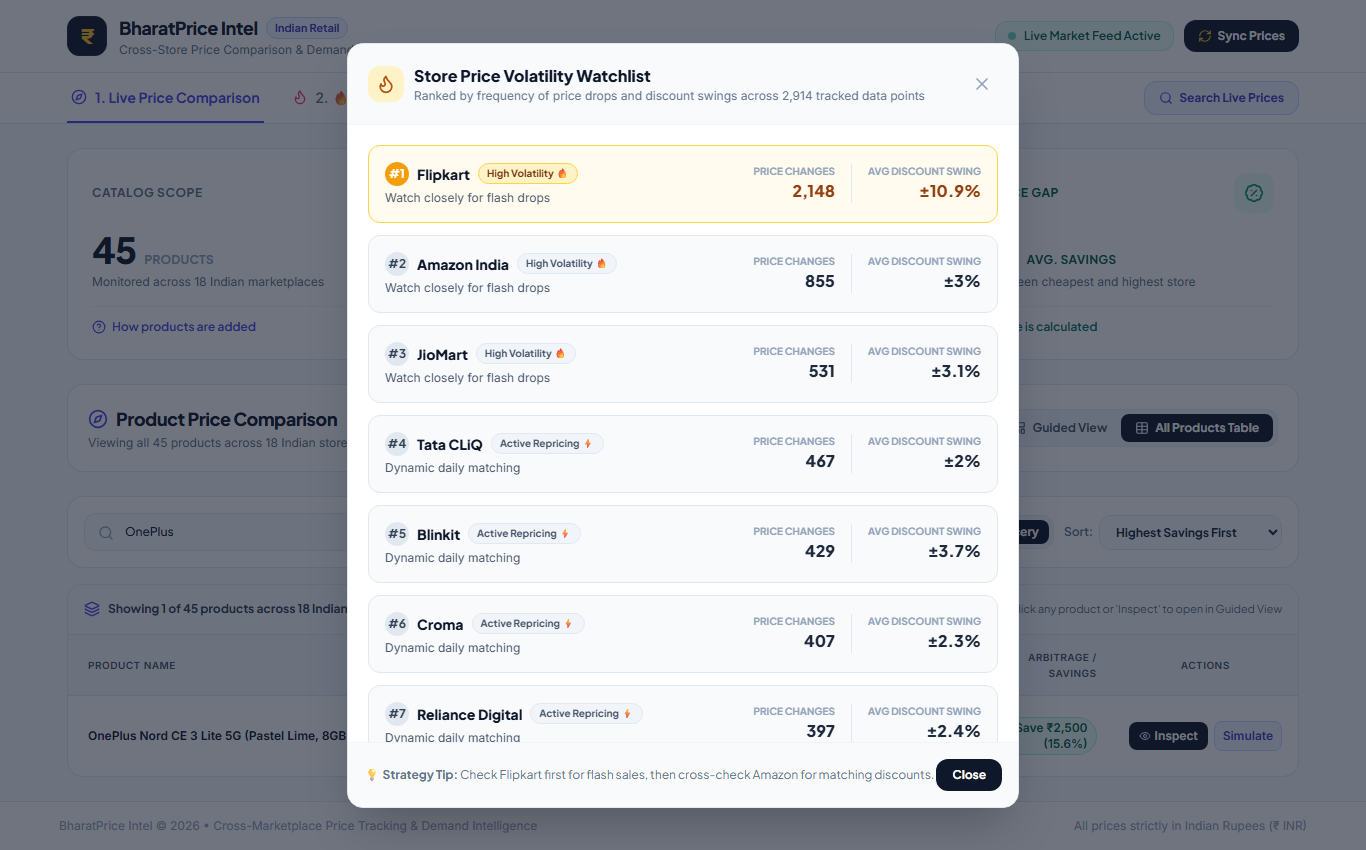 ₹
BharatPrice Intel
Indian Retail
Cross-Store Price Comparison & Deman
Live Market Feed Active
Sync Prices
1. Live Price Comparison
2. 🔥
Search Live Prices
Store Price Volatility Watchlist
Ranked by frequency of price drops and discount swings across 2,914 tracked data points
CATALOG SCOPE
45 PRODUCTS
Monitored across 18 Indian marketplaces
How products are added
E GAP
AVG. SAVINGS
een cheapest and highest store
e is calculated
#1 Flipkart High Volatility 🔥
Watch closely for flash drops
PRICE CHANGES
2,148
AVG DISCOUNT SWING
±10.9%
#2 Amazon India High Volatility 🔥
Watch closely for flash drops
PRICE CHANGES
855
AVG DISCOUNT SWING
±3%
#3 JioMart High Volatility 🔥
Watch closely for flash drops
PRICE CHANGES
531
AVG DISCOUNT SWING
±3.1%
#4 Tata CLiQ Active Repricing ⚡
Dynamic daily matching
PRICE CHANGES
467
AVG DISCOUNT SWING
±2%
#5 Blinkit Active Repricing ⚡
Dynamic daily matching
PRICE CHANGES
429
AVG DISCOUNT SWING
±3.7%
#6 Croma Active Repricing ⚡
Dynamic daily matching
PRICE CHANGES
407
AVG DISCOUNT SWING
±2.3%
#7 Reliance Digital Active Repricing ⚡
Dynamic daily matching
PRICE CHANGES
397
AVG DISCOUNT SWING
±2.4%
💡 Strategy Tip: Check Flipkart first for flash sales, then cross-check Amazon for matching discounts.
Close
Product Price Comparison
Viewing all 45 products across 18 Indian store
Guided View
All Products Table
OnePlus
ery
Sort:
Highest Savings First
Showing 1 of 45 products across 18 Indian
lick any product or 'Inspect' to open in Guided View
PRODUCT NAME
ARBITRAGE /
SAVINGS
ACTIONS
OnePlus Nord CE 3 Lite 5G (Pastel Lime, 8GB
Save ₹2,500
(15.6%)
Inspect
Simulate
BharatPrice Intel © 2026 • Cross-Marketplace Price Tracking & Demand Intelligence
All prices strictly in Indian Rupees (₹ INR)